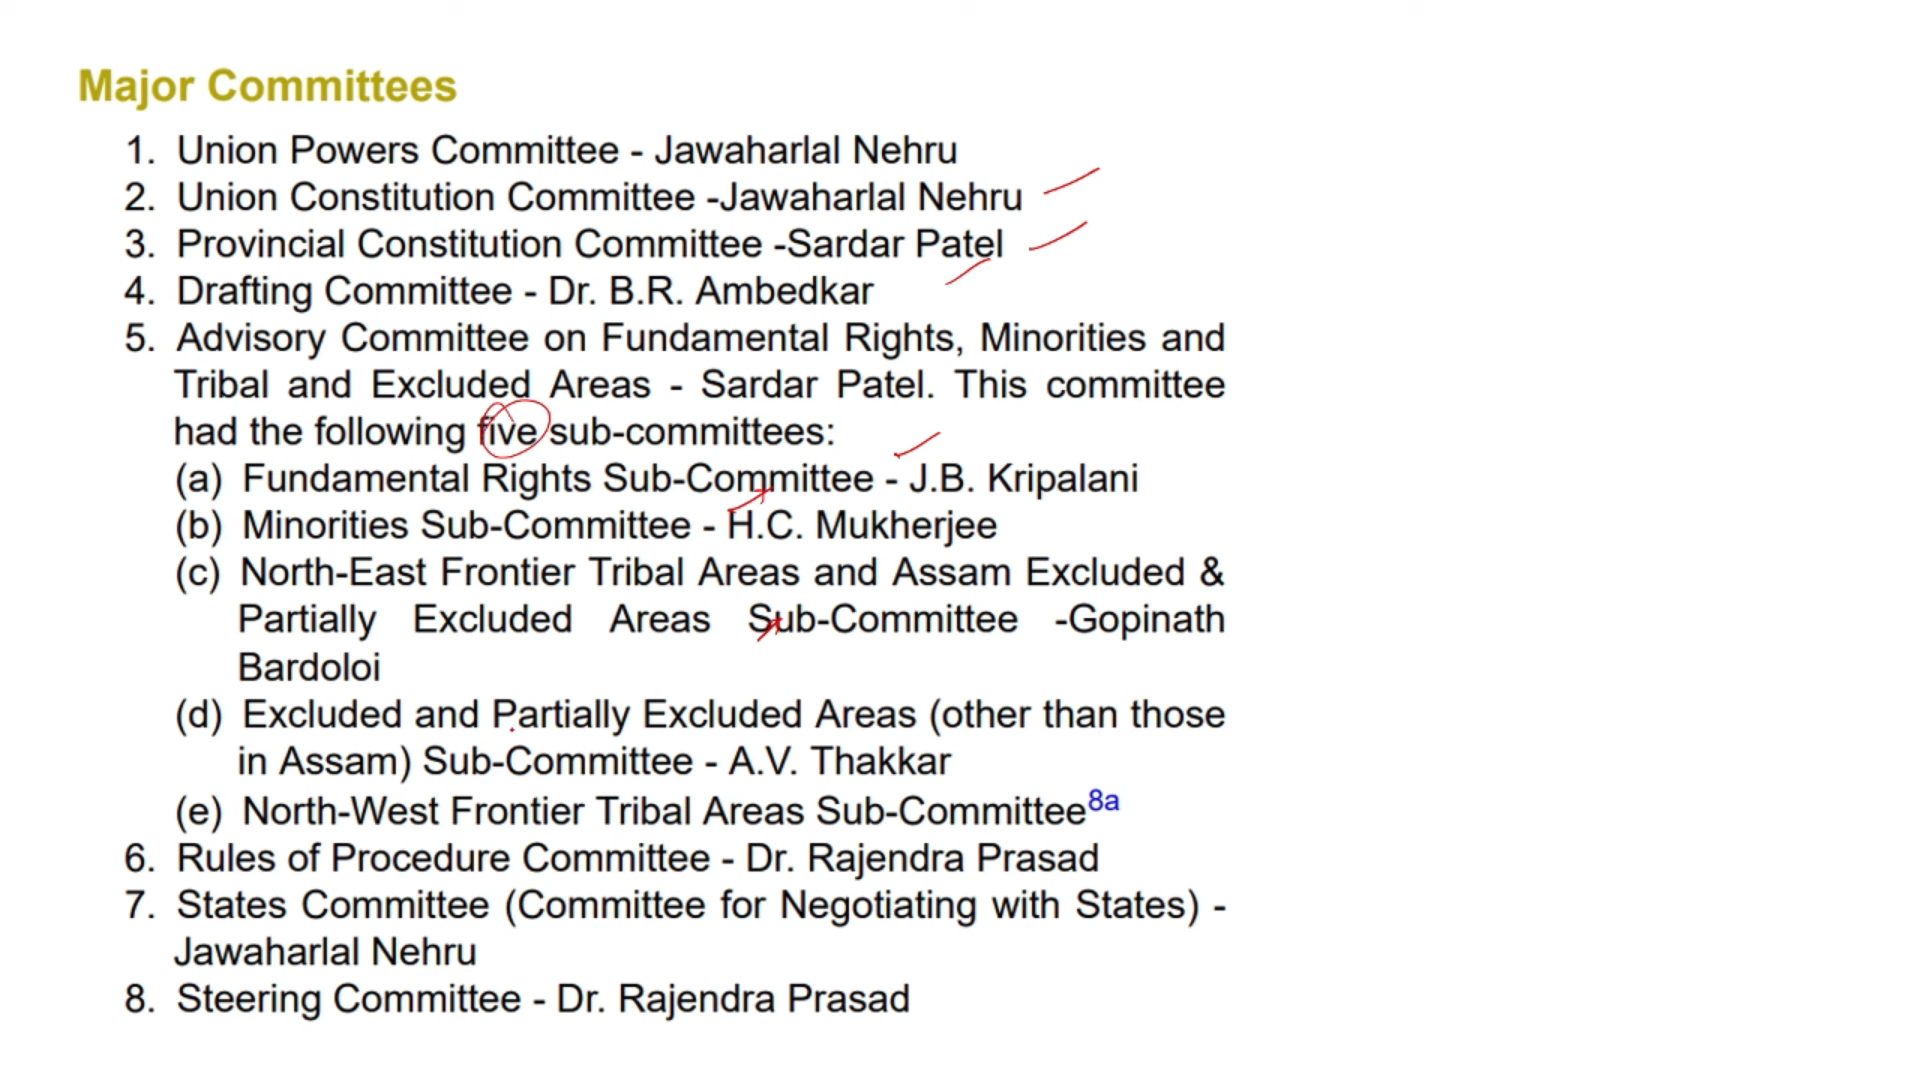 Major Committees
1. Union Powers Committee - Jawaharlal Nehru
2. Union Constitution Committee -Jawaharlal Nehru
3. Provincial Constitution Committee -Sardar Patel
4. Drafting Committee - Dr. B.R. Ambedkar
5. Advisory Committee on Fundamental Rights, Minorities and
Tribal and Excluded Areas - Sardar Patel. This committee
had the following five sub-committees:
(a) Fundamental Rights Sub-Committee - J.B. Kripalani
(b) Minorities Sub-Committee - H.C. Mukherjee
(c) North-East Frontier Tribal Areas and Assam Excluded &
Partially Excluded Areas Sub-Committee -Gopinath
Bardoloi
(d) Excluded and Partially Excluded Areas (other than those
in Assam) Sub-Committee - A.V. Thakkar
(e) North-West Frontier Tribal Areas Sub-Committee8a
6. Rules of Procedure Committee - Dr. Rajendra Prasad
7. States Committee (Committee for Negotiating with States) -
Jawaharlal Nehru
8. Steering Committee - Dr. Rajendra Prasad